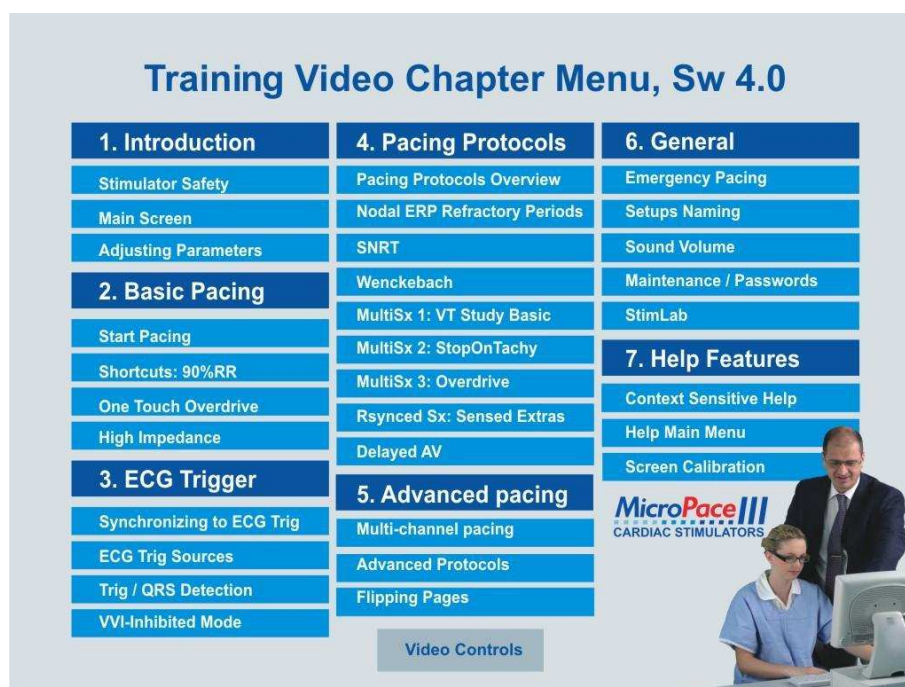 Training Video Chapter Menu, Sw 4.0
1. Introduction
Stimulator Safety
Main Screen
Adjusting Parameters
2. Basic Pacing
Start Pacing
Shortcuts: 90%RR
One Touch Overdrive
High Impedance
3. ECG Trigger
Synchronizing to ECG Trig
ECG Trig Sources
Trig / QRS Detection
VVI-Inhibited Mode
4. Pacing Protocols
Pacing Protocols Overview
Nodal ERP Refractory Periods
SNRT
Wenckebach
MultiSx 1: VT Study Basic
MultiSx 2: StopOnTachy
MultiSx 3: Overdrive
Rsynced Sx: Sensed Extras
Delayed AV
5. Advanced pacing
Multi-channel pacing
Advanced Protocols
Flipping Pages
6. General
Emergency Pacing
Setups Naming
Sound Volume
Maintenance / Passwords
StimLab
7. Help Features
Context Sensitive Help
Help Main Menu
Screen Calibration
MicroPace III
CARDIAC STIMULATORS
Video Controls